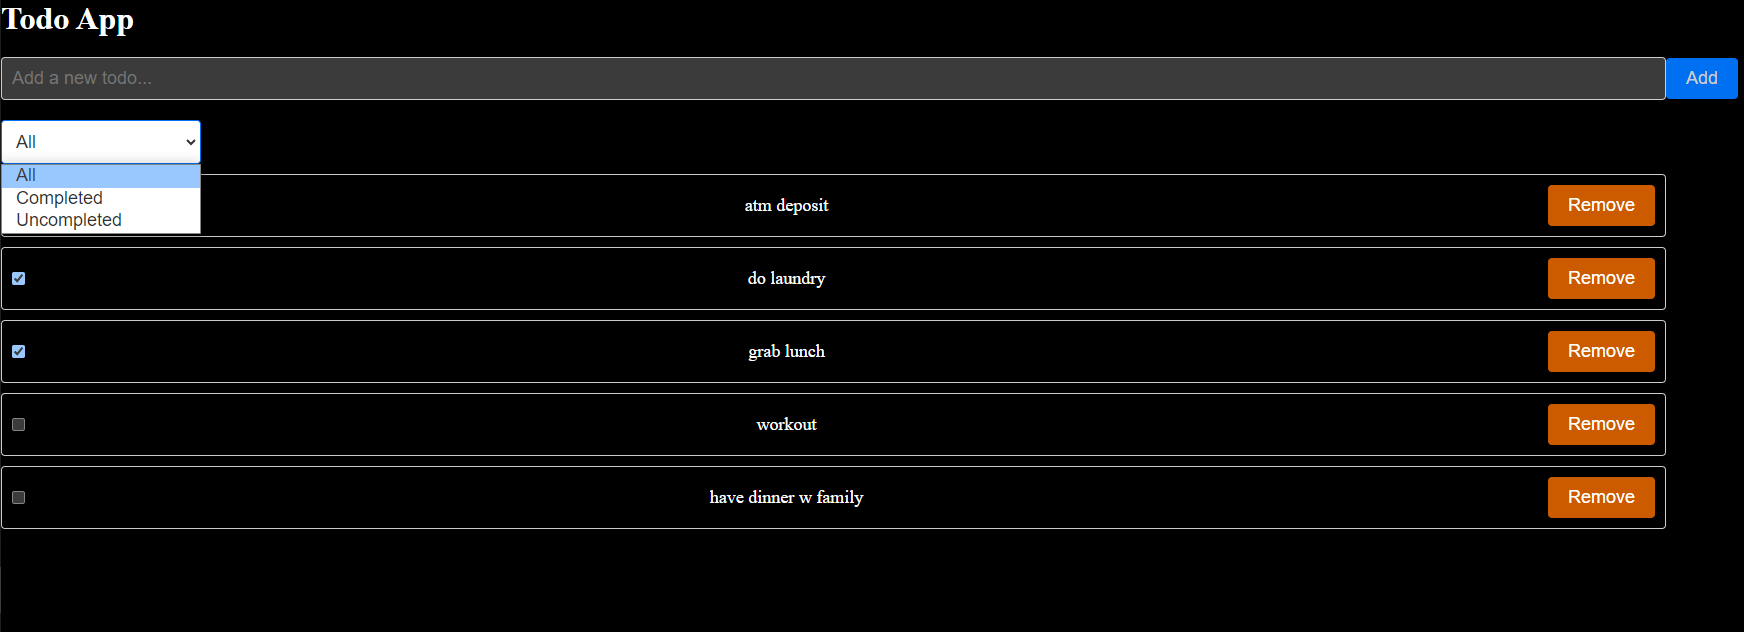 Todo App
Add a new todo...
Add
All
All
Completed
Uncompleted
atm deposit
Remove
do laundry
Remove
grab lunch
Remove
workout
Remove
have dinner w family
Remove